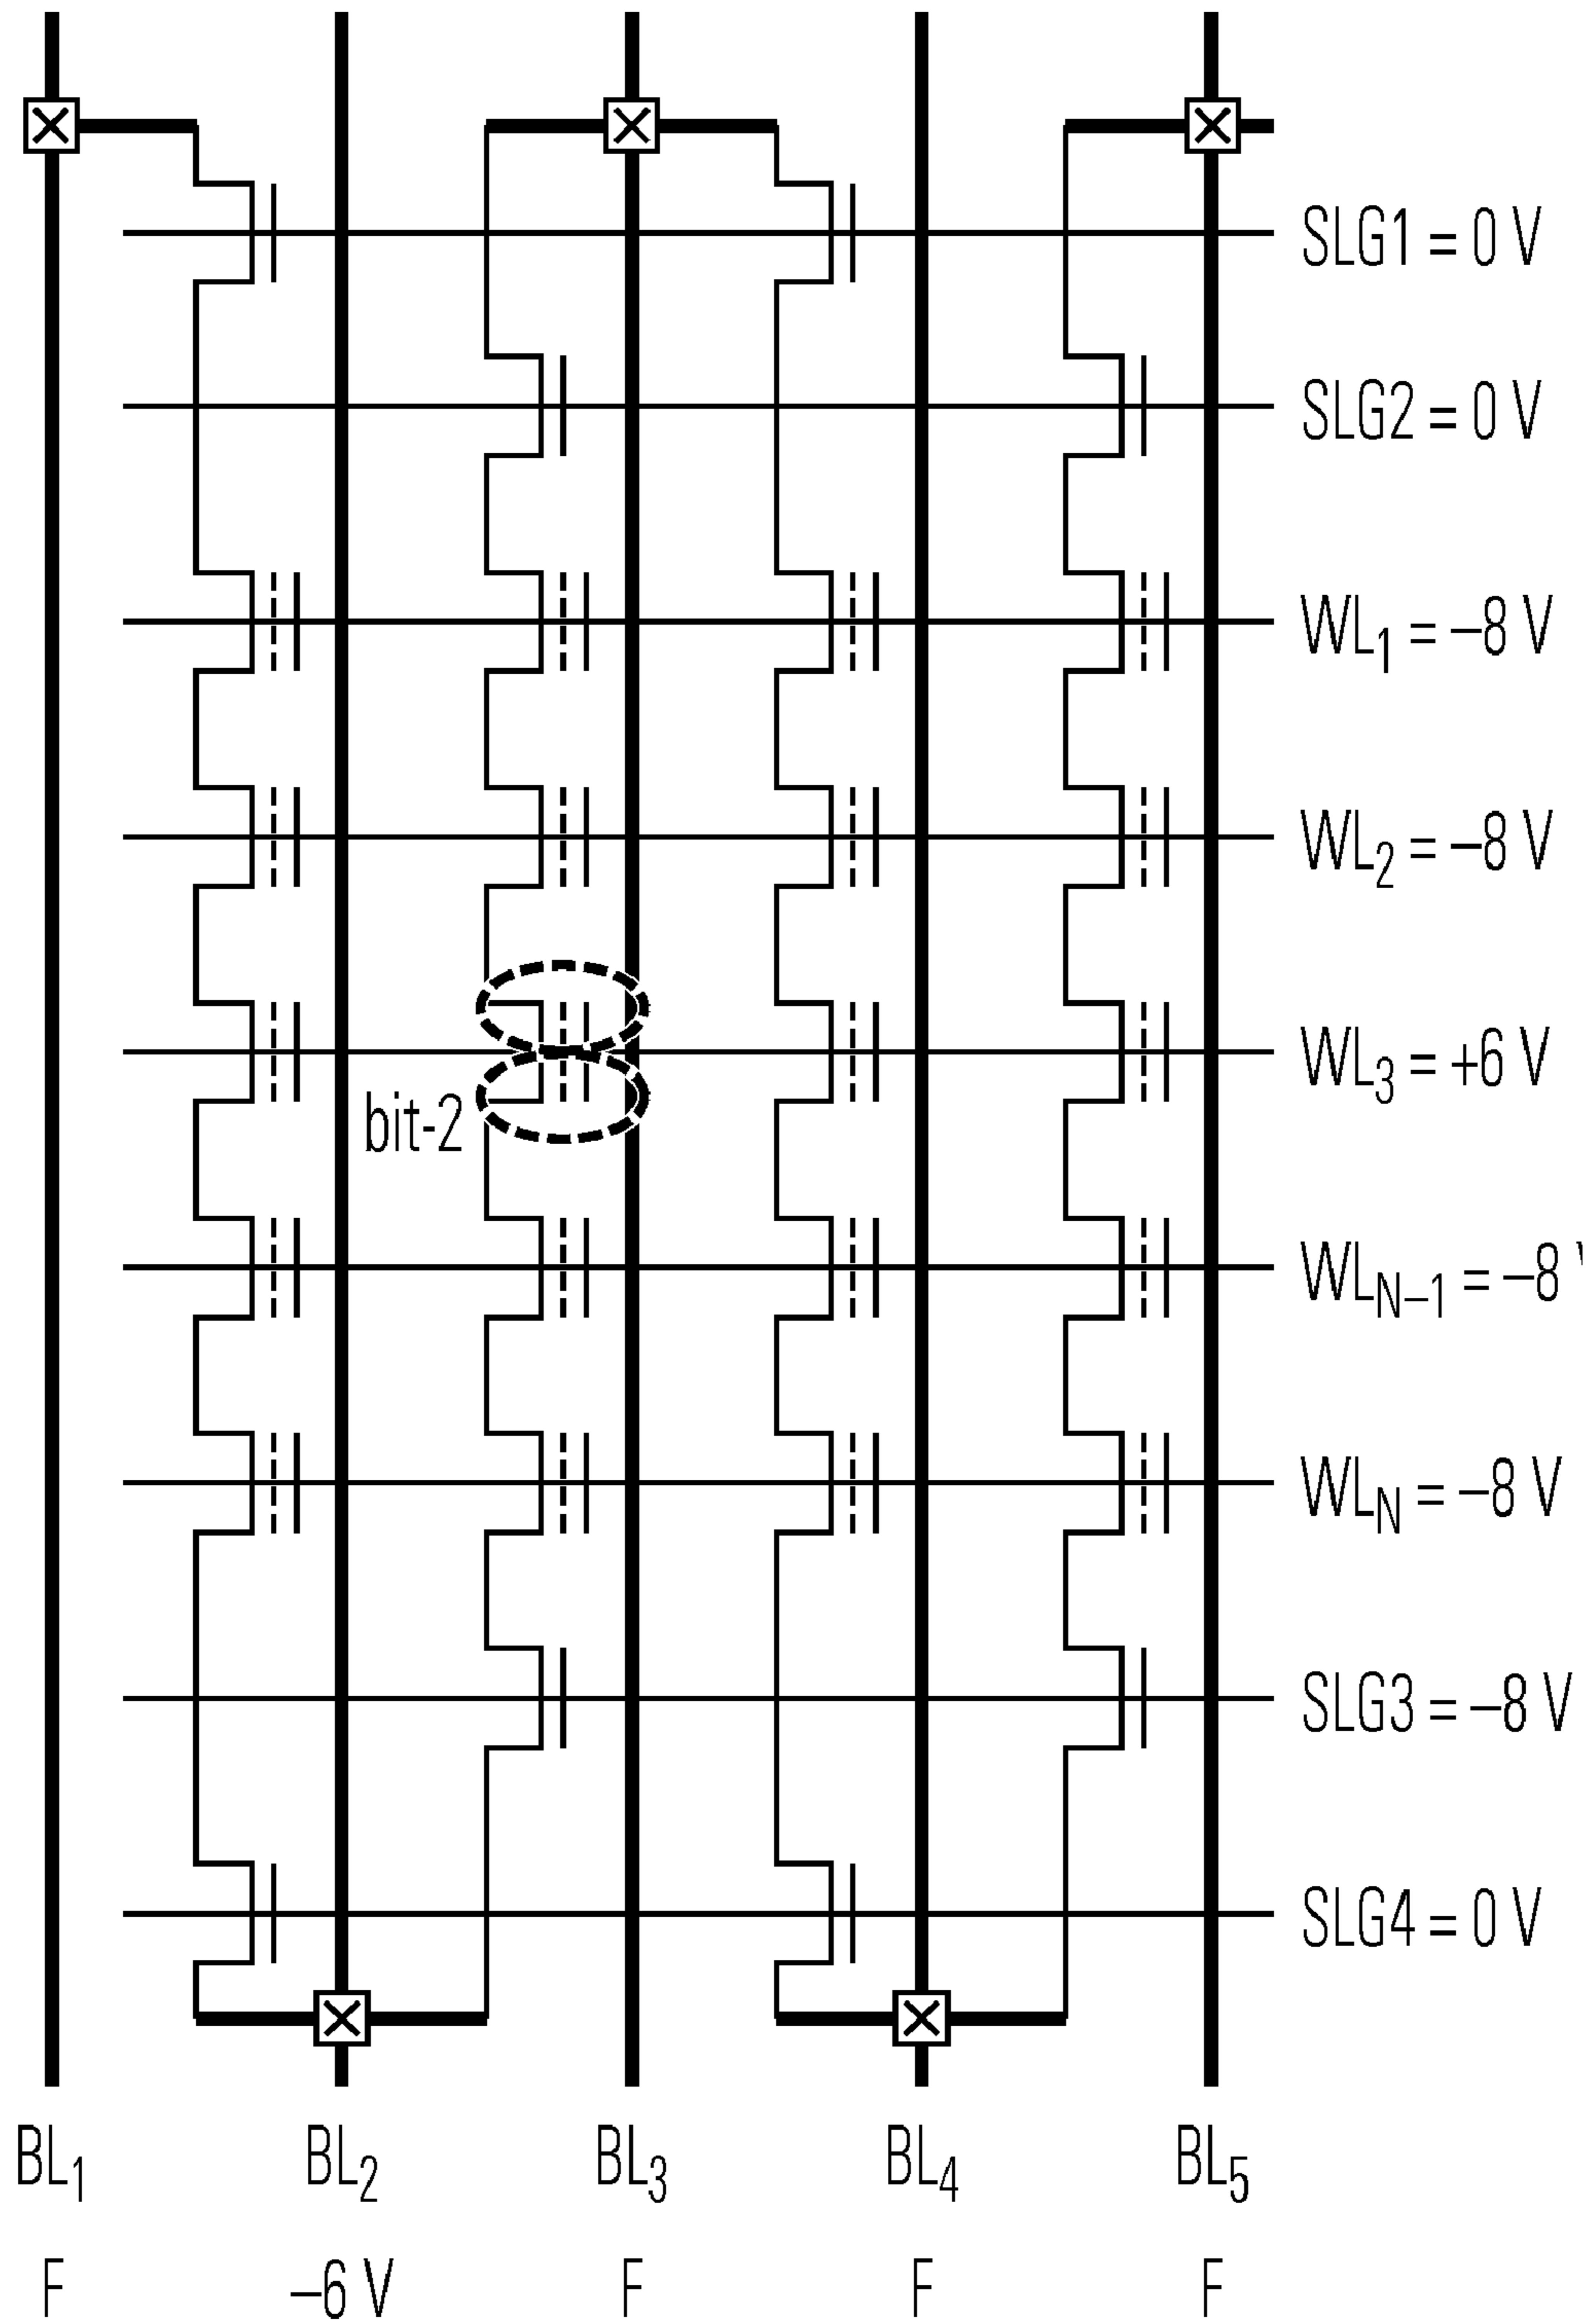 SLG1 = 0 V
SLG2 = 0 V
WL1 = –8 V
WL2 = –8 V
WL3 = +6 V
bit-2
WLN–1 = –8
WLN = –8 V
SLG3 = –8 V
SLG4 = 0 V
BL1 BL2 BL3 BL4 BL5
F –6 V F F F